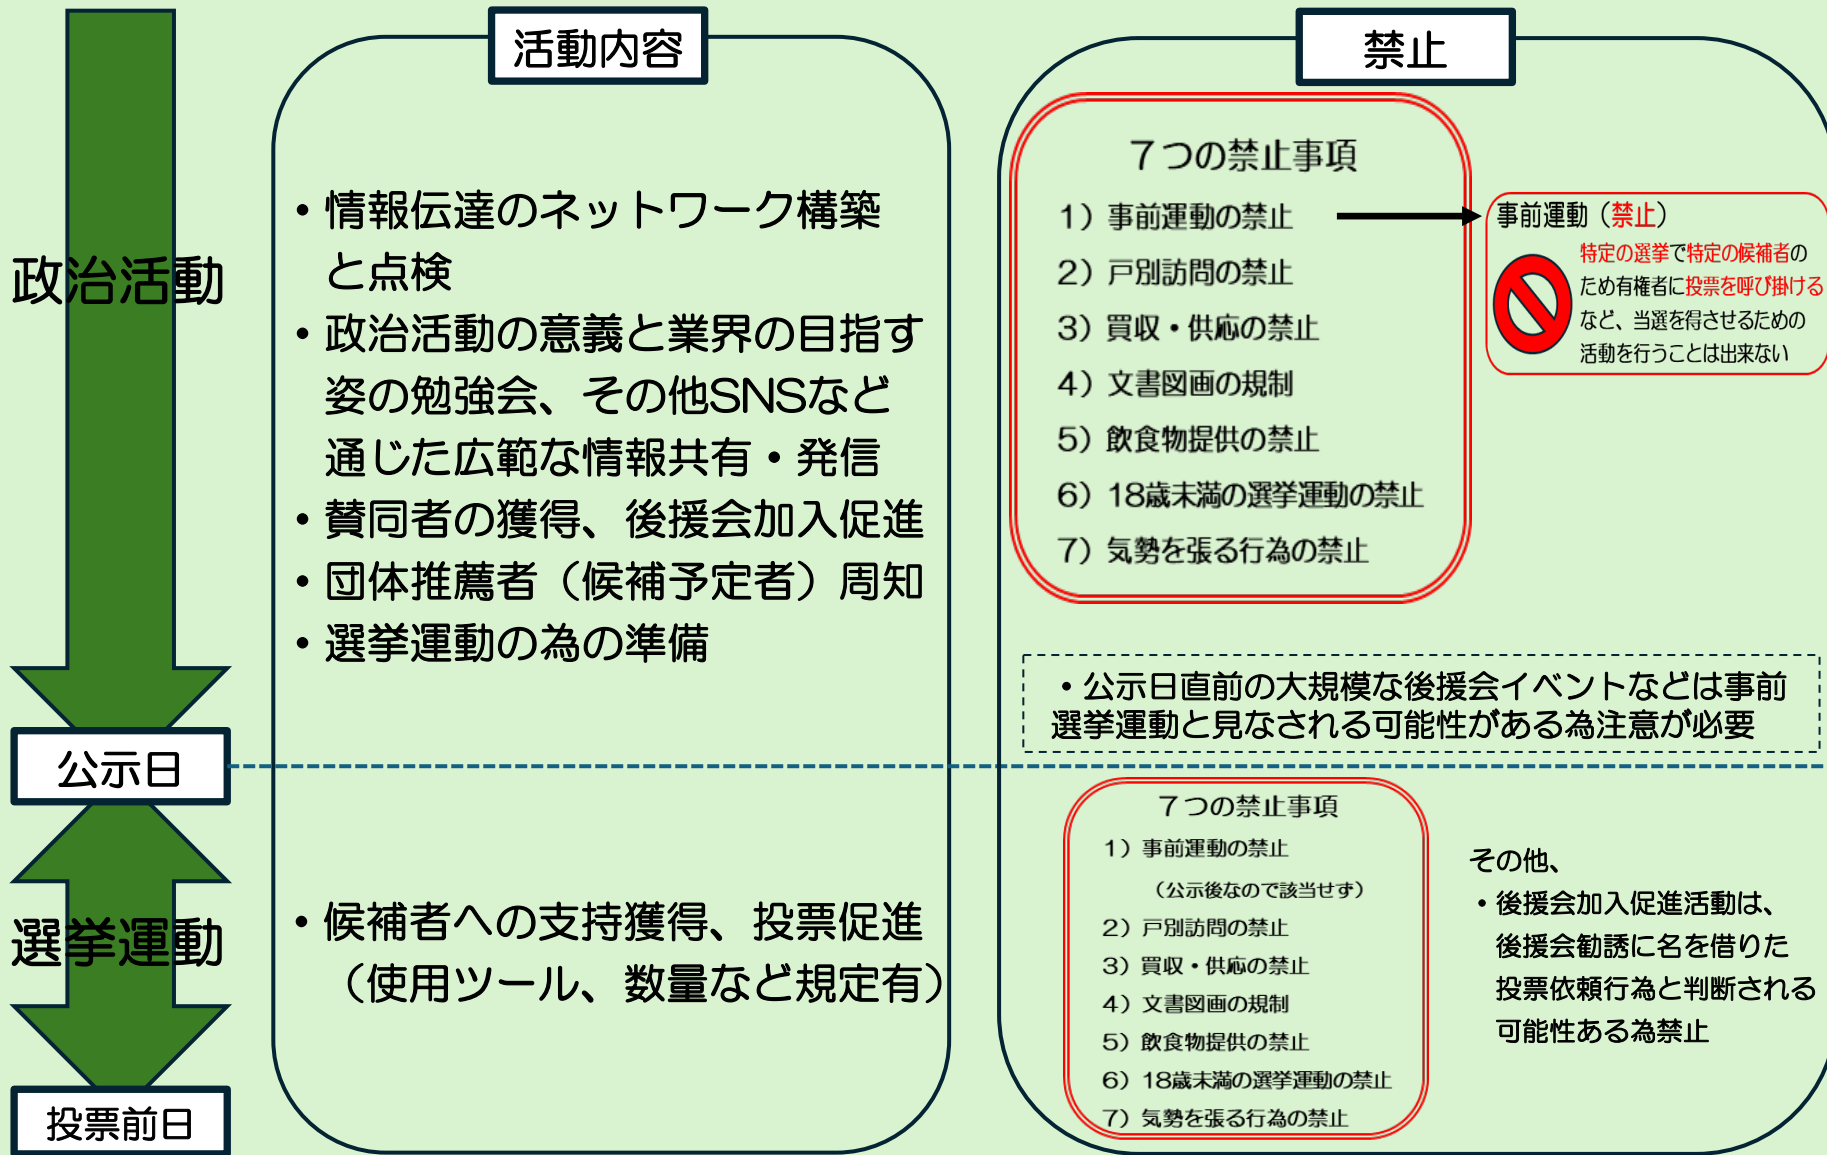 政治活動
公示日
選挙運動
投票前日
活動内容
・情報伝達のネットワーク構築
と点検
・政治活動の意義と業界の目指す
姿の勉強会、その他SNSなど
通じた広範な情報共有・発信
・賛同者の獲得、後援会加入促進
・団体推薦者（候補予定者）周知
・選挙運動の為の準備
・候補者への支持獲得、投票促進
（使用ツール、数量など規定有）
禁止
７つの禁止事項
1）事前運動の禁止
2）戸別訪問の禁止
3）買収・供応の禁止
4）文書図画の規制
5）飲食物提供の禁止
6）18歳未満の選挙運動の禁止
7）気勢を張る行為の禁止
事前運動（禁止）
特定の選挙で特定の候補者の
ため有権者に投票を呼び掛ける
など、当選を得させるための
活動を行うことは出来ない
・公示日直前の大規模な後援会イベントなどは事前
選挙運動と見なされる可能性がある為注意が必要
７つの禁止事項
1）事前運動の禁止
（公示後なので該当せず）
2）戸別訪問の禁止
3）買収・供応の禁止
4）文書図画の規制
5）飲食物提供の禁止
6）18歳未満の選挙運動の禁止
7）気勢を張る行為の禁止
その他、
・後援会加入促進活動は、
後援会勧誘に名を借りた
投票依頼行為と判断される
可能性ある為禁止